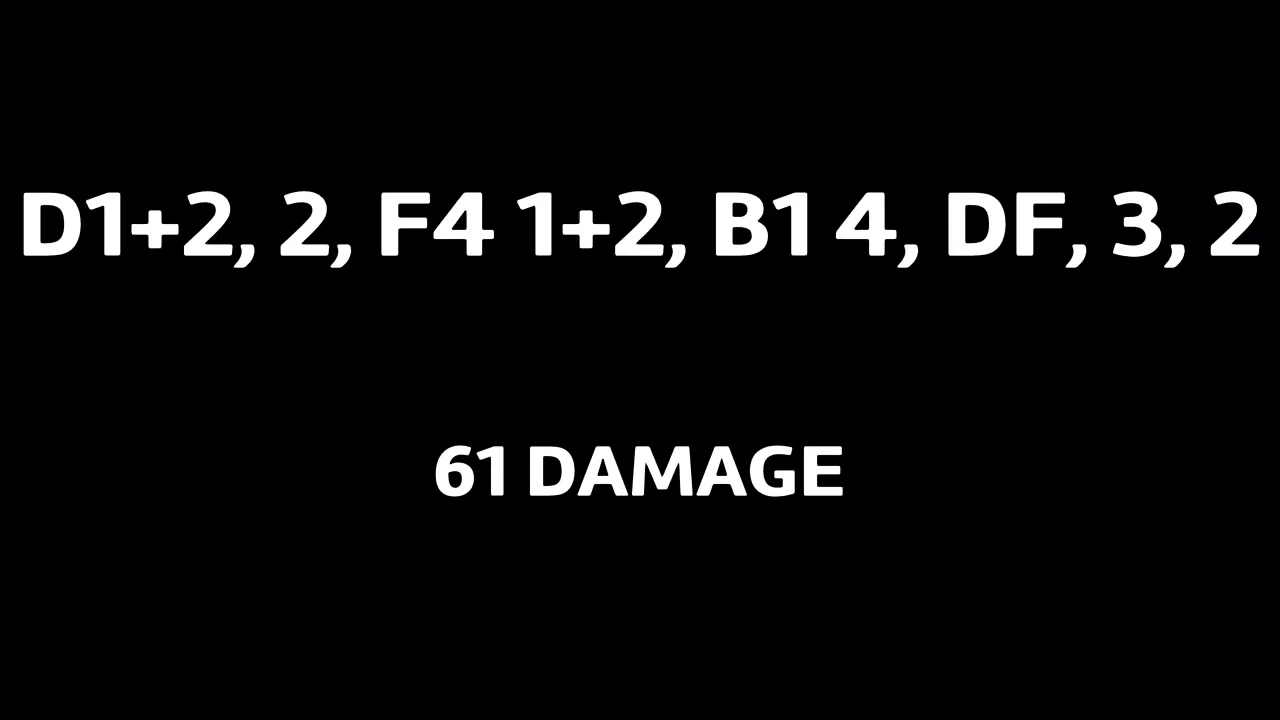 D1+2, 2, F4 1+2, B1 4, DF, 3, 2
61 DAMAGE